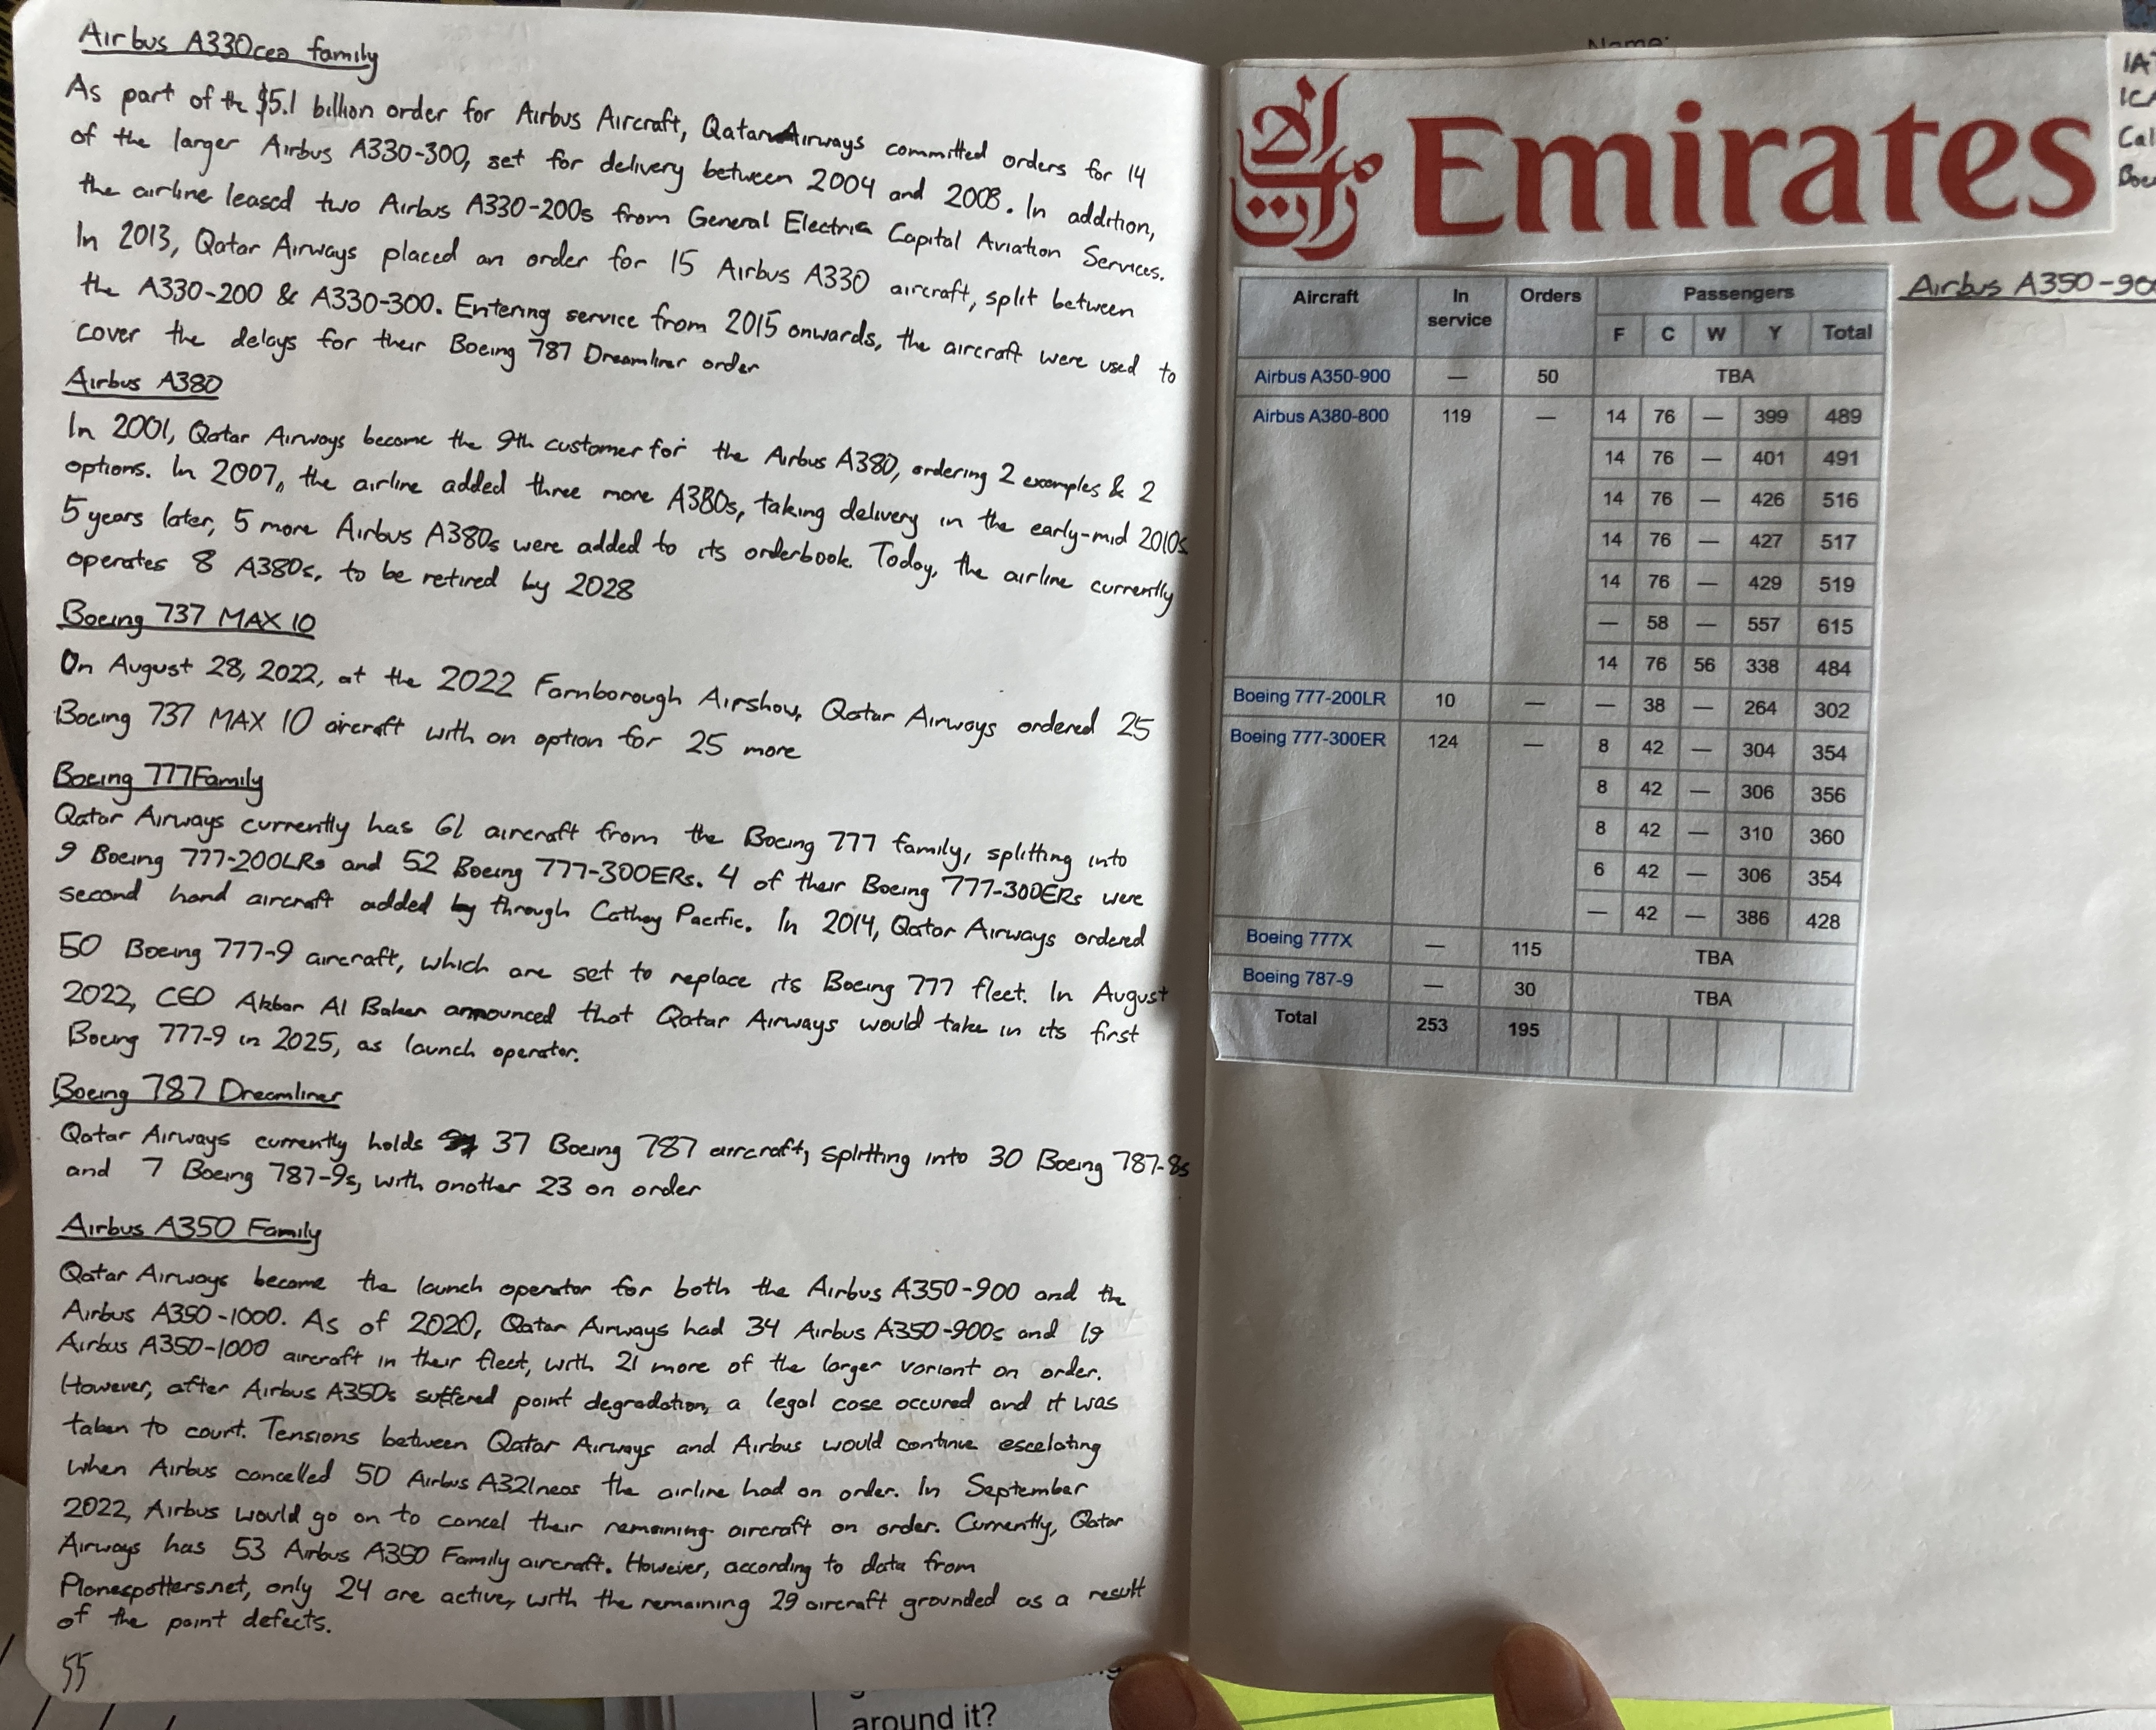 Airbus A330ceo family
As part of the $5.1 billion order for Airbus Aircraft, Qatar Airways committed orders for 14
of the larger Airbus A330-300, set for delivery between 2004 and 2008. In addition,
the airline leased two Airbus A330-200s from General Electric Capital Aviation Services.
In 2013, Qatar Airways placed an order for 15 Airbus A330 aircraft, split between
the A330-200 & A330-300. Entering service from 2015 onwards, the aircraft were used to
cover the delays for their Boeing 787 Dreamliner order
Airbus A380
In 2001, Qatar Airways become the 9th customer for the Airbus A380, ordering 2 examples & 2
options. In 2007, the airline added three more A380s, taking delivery in the early-mid 2010s
5 years later, 5 more Airbus A380s were added to its orderbook. Today, the airline currently
operates 8 A380s, to be retired by 2028
Boeing 737 MAX 10
On August 28, 2022, at the 2022 Farnborough Airshow, Qatar Airways ordered 25
Boeing 737 MAX 10 aircraft with an option for 25 more
Boeing 777 Family
Qatar Airways currently has 61 aircraft from the Boeing 777 family, splitting into
9 Boeing 777-200LRs and 52 Boeing 777-300ERs. 4 of their Boeing 777-300ERs were
second hand aircraft added through Cathay Pacific. In 2014, Qatar Airways ordered
50 Boeing 777-9 aircraft, which are set to replace its Boeing 777 fleet. In August
2022, CEO Akbar Al Baker announced that Qatar Airways would take in its first
Boeing 777-9 in 2025, as launch operator.
Boeing 787 Dreamliner
Qatar Airways currently holds 37 Boeing 787 aircraft, splitting into 30 Boeing 787-8s
and 7 Boeing 787-9s, with another 23 on order
Airbus A350 Family
Qatar Airways become the launch operator for both the Airbus A350-900 and the
Airbus A350-1000. As of 2020, Qatar Airways had 34 Airbus A350-900s and 19
Airbus A350-1000 aircraft in their fleet, with 21 more of the larger variant on order.
However, after Airbus A350s suffered paint degradation, a legal case occured and it was
taken to court. Tensions between Qatar Airways and Airbus would continue escelating
when Airbus cancelled 50 Airbus A321neos the airline had on order. In September
2022, Airbus would go on to cancel their remaining aircraft on order. Currently, Qatar
Airways has 53 Airbus A350 Family aircraft. However, according to data from
Planespotters.net, only 24 are active, with the remaining 29 aircraft grounded as a result
of the paint defects.
55
Name:
الإمارات
Emirates
Aircraft In service Orders Passengers
F C W Y Total
Airbus A350-900 — 50 TBA
Airbus A380-800 119 — 14 76 — 399 489
14 76 — 401 491
14 76 — 426 516
14 76 — 427 517
14 76 — 429 519
— 58 — 557 615
14 76 56 338 484
Boeing 777-200LR 10 — — 38 — 264 302
Boeing 777-300ER 124 — 8 42 — 304 354
8 42 — 306 356
8 42 — 310 360
6 42 — 306 354
— 42 — 386 428
Boeing 777X — 115 TBA
Boeing 787-9 — 30 TBA
Total 253 195
Airbus A350-90
around it?